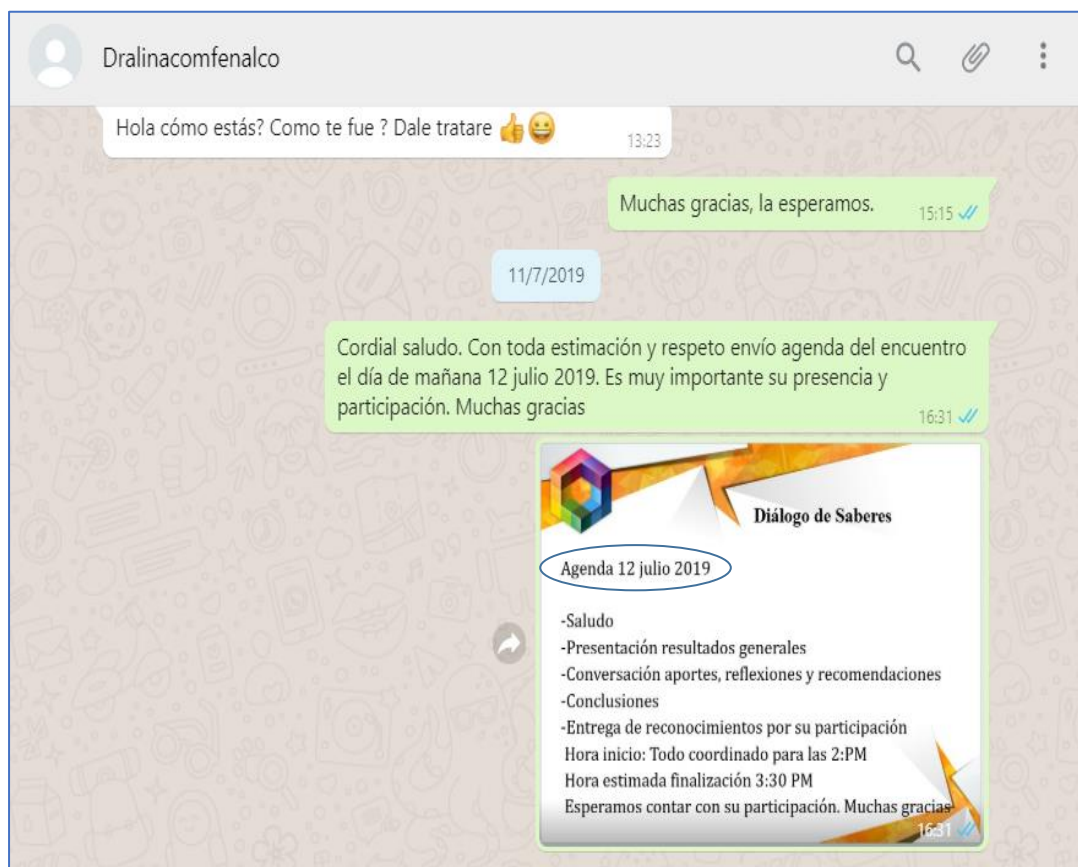 Dralinacomfenalco
Hola cómo estás? Como te fue ? Dale tratare 👍😀 13:23
Muchas gracias, la esperamos. 15:15
11/7/2019
Cordial saludo. Con toda estimación y respeto envío agenda del encuentro
el día de mañana 12 julio 2019. Es muy importante su presencia y
participación. Muchas gracias 16:31
Diálogo de Saberes
Agenda 12 julio 2019
-Saludo
-Presentación resultados generales
-Conversación aportes, reflexiones y recomendaciones
-Conclusiones
-Entrega de reconocimientos por su participación
Hora inicio: Todo coordinado para las 2:PM
Hora estimada finalización 3:30 PM
Esperamos contar con su participación. Muchas gracias
16:31